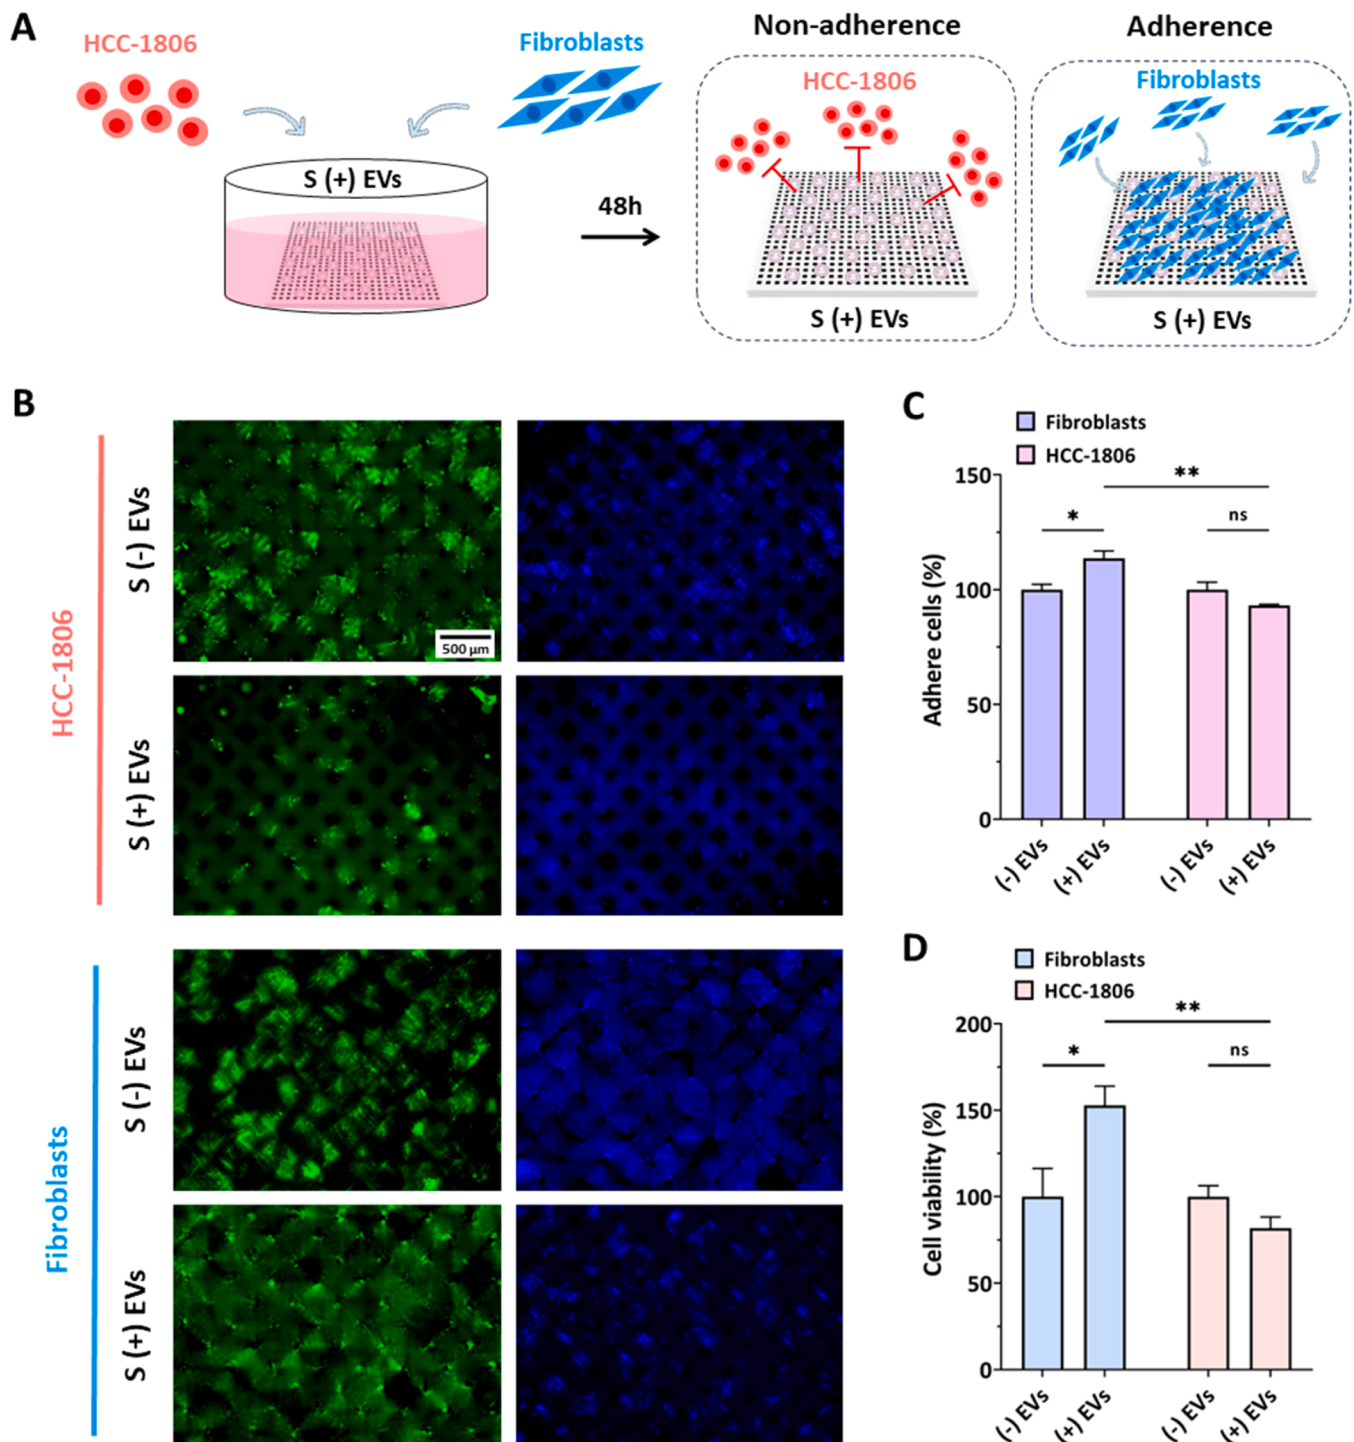 A
HCC-1806
Fibroblasts
S (+) EVs
48h
Non-adherence
HCC-1806
S (+) EVs
Adherence
Fibroblasts
S (+) EVs
B
HCC-1806
S (-) EVs
500 µm
S (+) EVs
Fibroblasts
S (-) EVs
S (+) EVs
C
Fibroblasts
HCC-1806
Adhere cells (%)
150
100
50
0
*
**
ns
(-) EVs
(+) EVs
(-) EVs
(+) EVs
D
Fibroblasts
HCC-1806
Cell viability (%)
200
150
100
50
0
*
**
ns
(-) EVs
(+) EVs
(-) EVs
(+) EVs